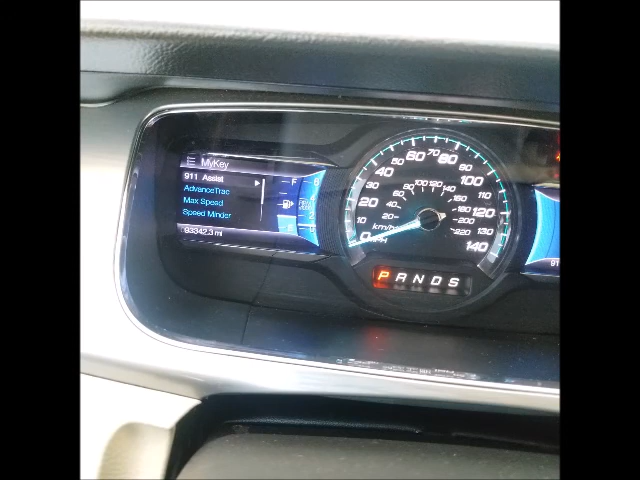 MyKey
911 Assist
AdvanceTrac
Max Speed
Speed Minder
93342.3 mi
F
E
0 10 20 30 40 50 60 70 80 90 100 110 120 130 140
MPH
20 40 60 80 100 120 140 160 180 200 220
km/h
P R N D S
91